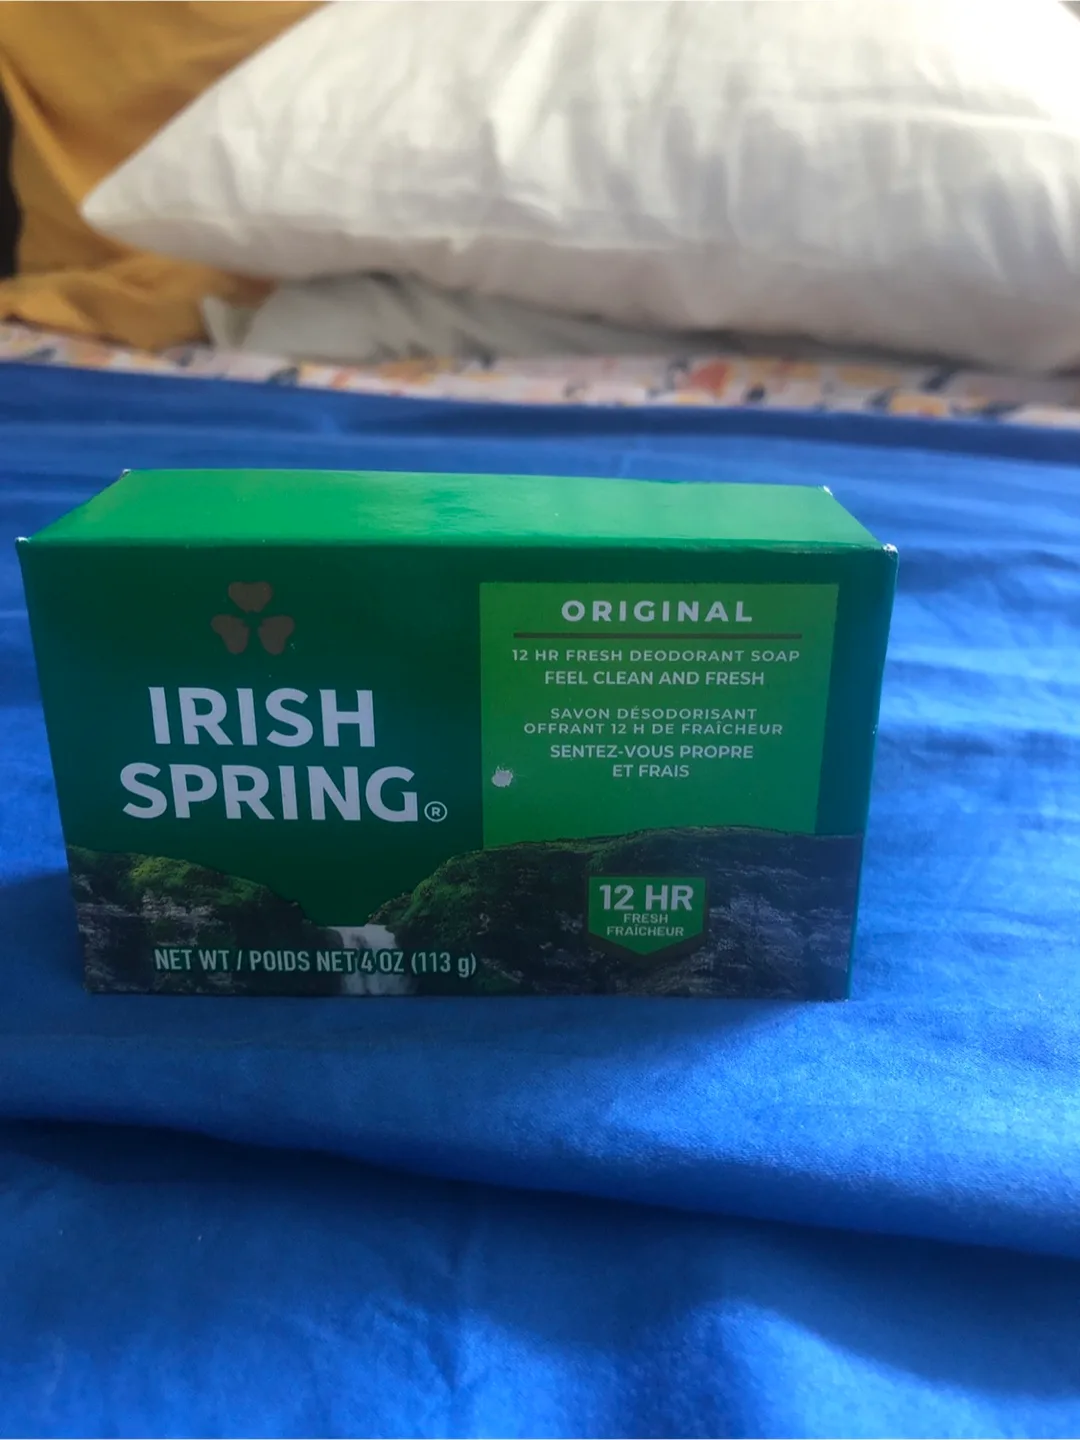 IRISH
SPRING®
NET WT / POIDS NET 4 OZ (113 g)
ORIGINAL
12 HR FRESH DEODORANT SOAP
FEEL CLEAN AND FRESH
SAVON DÉSODORISANT
OFFRANT 12 H DE FRAÎCHEUR
SENTEZ-VOUS PROPRE
ET FRAIS
12 HR
FRESH
FRAÎCHEUR